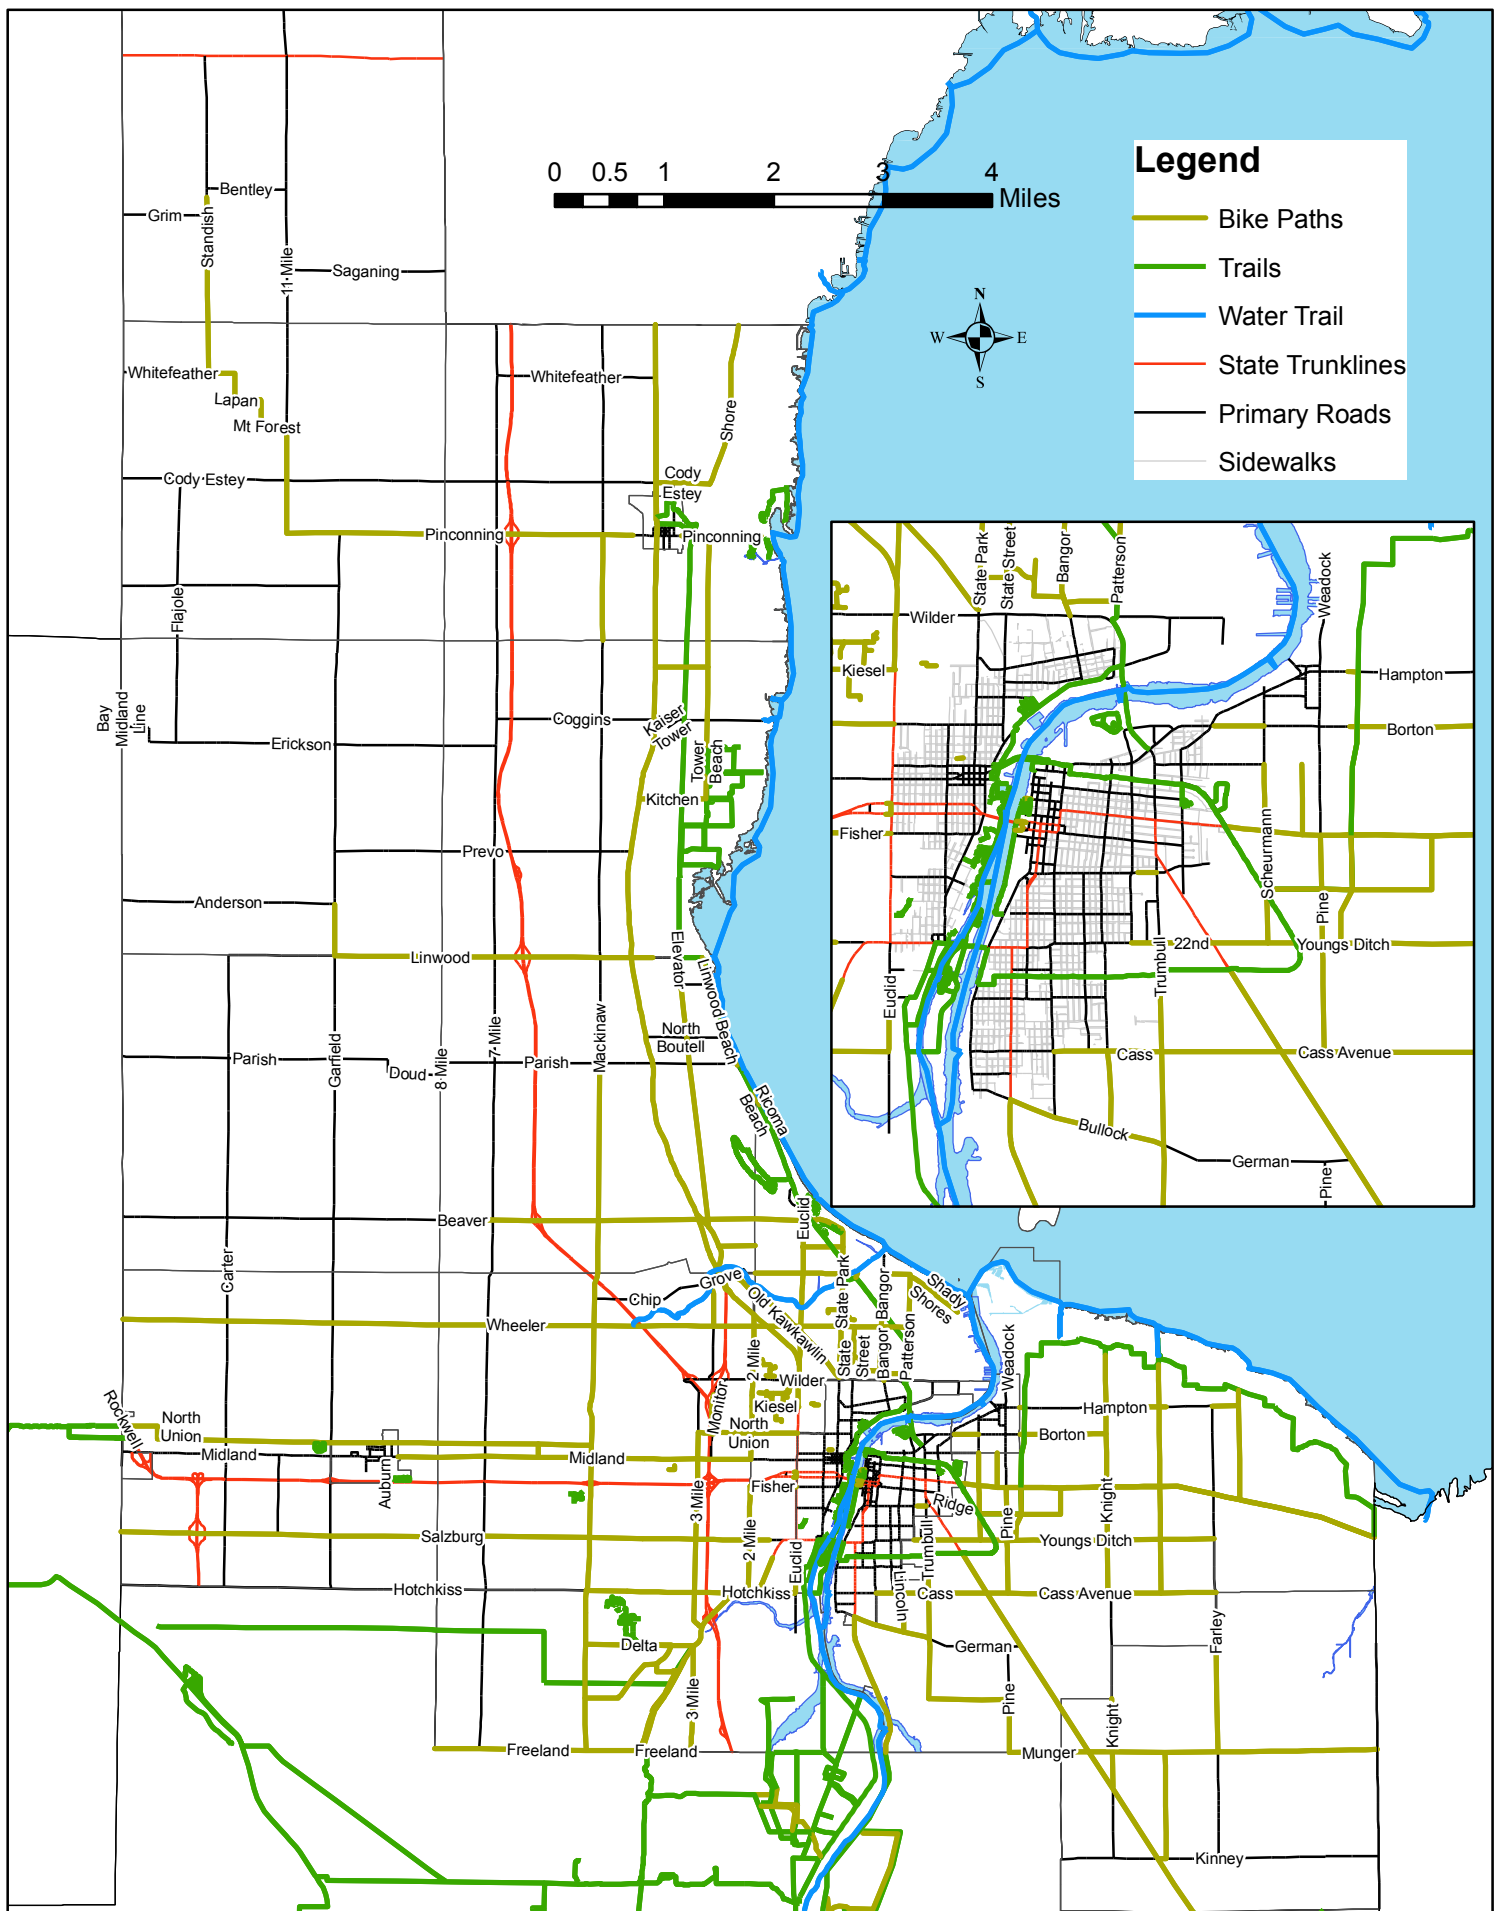 0 0.5 1 2 3 4
Miles
Legend
Bike Paths
Trails
Water Trail
State Trunklines
Primary Roads
Sidewalks
N
W E
S
Bentley
Grim
Standish
11 Mile
Saganing
Whitefeather
Whitefeather
Lapan
Mt Forest
Shore
Cody Estey
Cody
Estey
Pinconning
Pinconning
Flajole
Bay
Midland
Line
Erickson
Coggins
Kaiser
Tower
Tower
Beach
Kitchen
Prevo
Anderson
Linwood
Elevator
Linwood Beach
North
Boutell
Parish
Garfield
Doud
8 Mile
7 Mile
Parish
Mackinaw
Ricoma
Beach
Beaver
Euclid
Carter
Chip
Grove
Old Kawkawlin
State Park
Bangor
Bangor
Shady
Shores
Wheeler
2 Mile
State
Street
Patterson
Weadock
Wilder
Kiesel
Monitor
Rockwell
North
Union
Midland
Auburn
Midland
North
Union
Hampton
Borton
Fisher
3 Mile
Ridge
Knight
Pine
Salzburg
2 Mile
Euclid
Trumbull
Youngs Ditch
Hotchkiss
Hotchkiss
Lincoln
Cass
Cass Avenue
Delta
German
Farley
3 Mile
Pine
Knight
Freeland
Freeland
Munger
Kinney
State Park
State Street
Bangor
Patterson
Weadock
Wilder
Kiesel
Hampton
Borton
Fisher
Scheurmann
Pine
22nd
Youngs Ditch
Trumbull
Euclid
Cass
Cass Avenue
Bullock
German
Pine